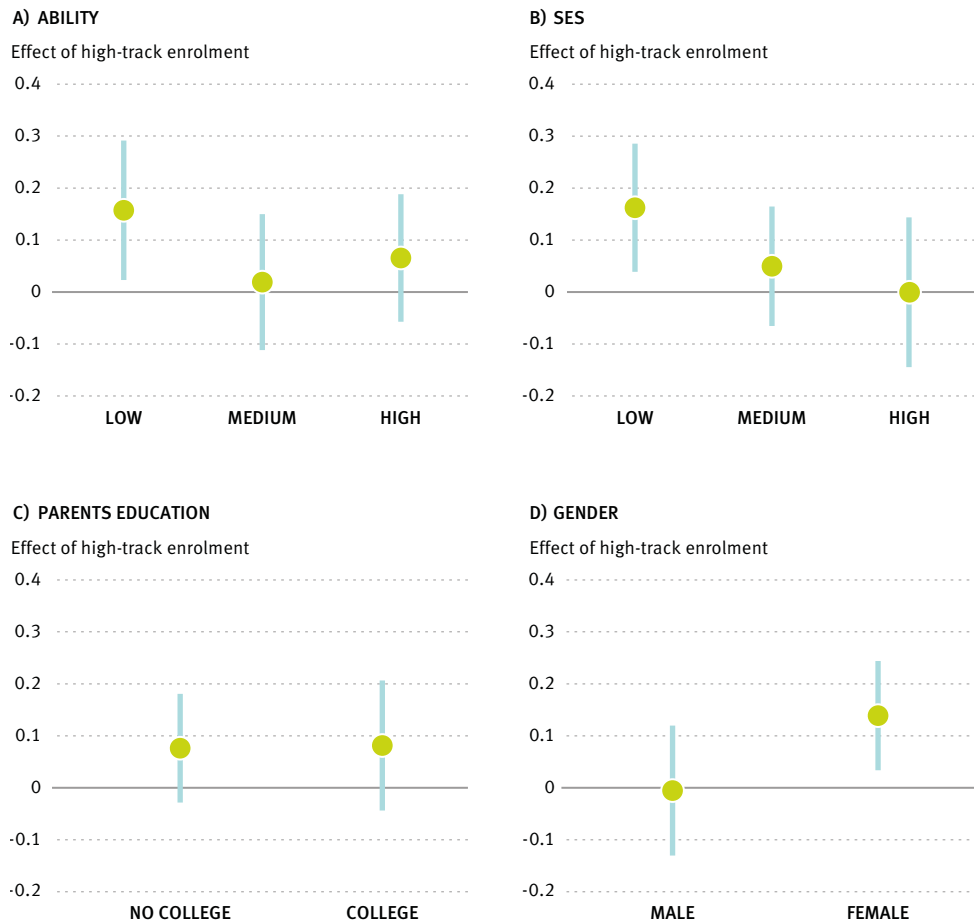 A) ABILITY
Effect of high-track enrolment
0.4
0.3
0.2
0.1
0
-0.1
-0.2
LOW MEDIUM HIGH
B) SES
Effect of high-track enrolment
0.4
0.3
0.2
0.1
0
-0.1
-0.2
LOW MEDIUM HIGH
C) PARENTS EDUCATION
Effect of high-track enrolment
0.4
0.3
0.2
0.1
0
-0.1
-0.2
NO COLLEGE COLLEGE
D) GENDER
Effect of high-track enrolment
0.4
0.3
0.2
0.1
0
-0.1
-0.2
MALE FEMALE